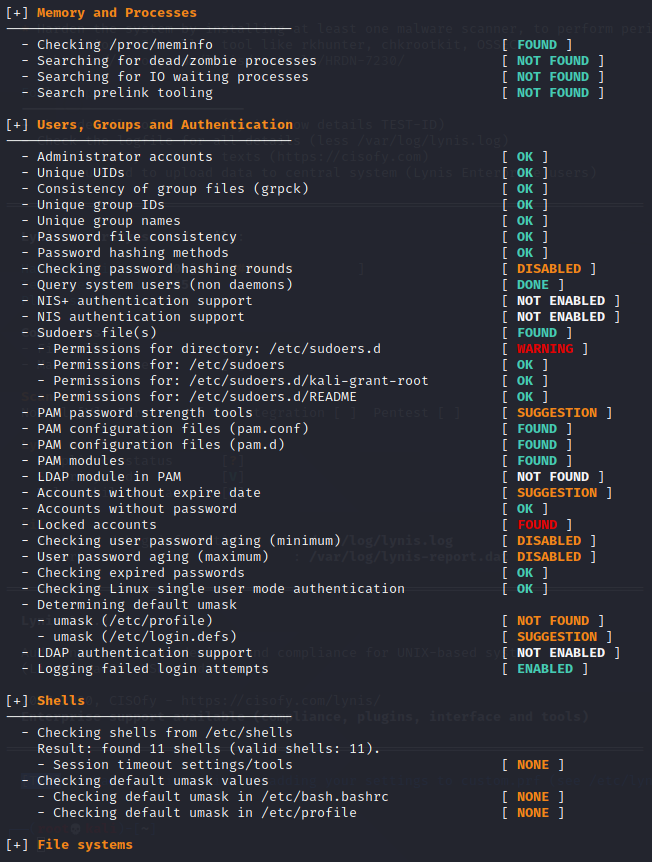 [+] Memory and Processes
- Checking /proc/meminfo [ FOUND ]
- Searching for dead/zombie processes [ NOT FOUND ]
- Searching for IO waiting processes [ NOT FOUND ]
- Search prelink tooling [ NOT FOUND ]
[+] Users, Groups and Authentication
- Administrator accounts [ OK ]
- Unique UIDs [ OK ]
- Consistency of group files (grpck) [ OK ]
- Unique group IDs [ OK ]
- Unique group names [ OK ]
- Password file consistency [ OK ]
- Password hashing methods [ OK ]
- Checking password hashing rounds [ DISABLED ]
- Query system users (non daemons) [ DONE ]
- NIS+ authentication support [ NOT ENABLED ]
- NIS authentication support [ NOT ENABLED ]
- Sudoers file(s) [ FOUND ]
- Permissions for directory: /etc/sudoers.d [ WARNING ]
- Permissions for: /etc/sudoers [ OK ]
- Permissions for: /etc/sudoers.d/kali-grant-root [ OK ]
- Permissions for: /etc/sudoers.d/README [ OK ]
- PAM password strength tools [ SUGGESTION ]
- PAM configuration files (pam.conf) [ FOUND ]
- PAM configuration files (pam.d) [ FOUND ]
- PAM modules [ FOUND ]
- LDAP module in PAM [ NOT FOUND ]
- Accounts without expire date [ SUGGESTION ]
- Accounts without password [ OK ]
- Locked accounts [ FOUND ]
- Checking user password aging (minimum) [ DISABLED ]
- User password aging (maximum) [ DISABLED ]
- Checking expired passwords [ OK ]
- Checking Linux single user mode authentication [ OK ]
- Determining default umask
- umask (/etc/profile) [ NOT FOUND ]
- umask (/etc/login.defs) [ SUGGESTION ]
- LDAP authentication support [ NOT ENABLED ]
- Logging failed login attempts [ ENABLED ]
[+] Shells
- Checking shells from /etc/shells
Result: found 11 shells (valid shells: 11).
- Session timeout settings/tools [ NONE ]
- Checking default umask values
- Checking default umask in /etc/bash.bashrc [ NONE ]
- Checking default umask in /etc/profile [ NONE ]
[+] File systems